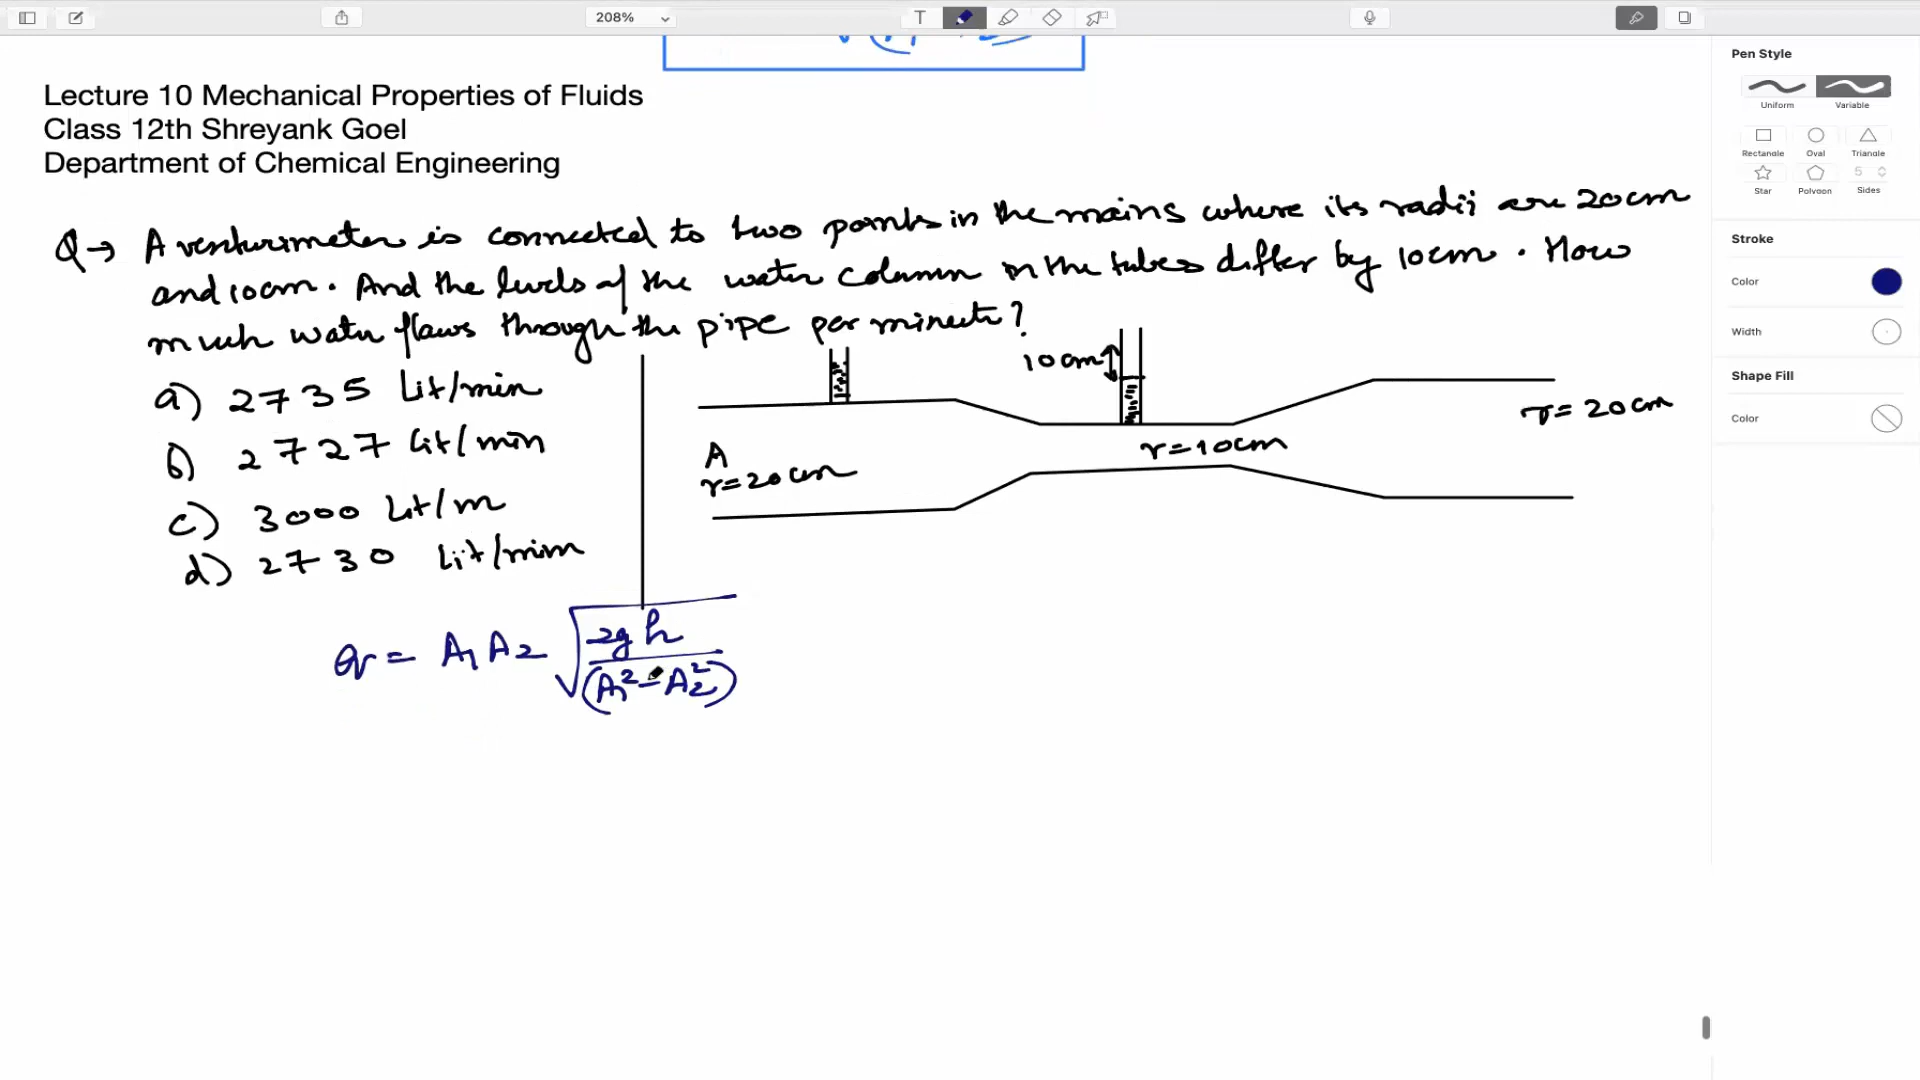 208%
T
Pen Style
Uniform
Variable
Rectangle
Oval
Triangle
Star
Polygon
5
Sides
Stroke
Color
Width
Shape Fill
Color
Lecture 10 Mechanical Properties of Fluids
Class 12th Shreyank Goel
Department of Chemical Engineering
Q→ A venturimeter is connected to two points in the mains where its radii are 20cm
and 10cm. And the levels of the water column in the tubes differ by 10cm. How
much water flows through the pipe per minute?
a) 2735 Lit/min
b) 2727 Lit/min
c) 3000 Lit/m
d) 2730 Lit/min
10cm
A
r=20cm
r=10cm
r=20cm
Q = A1 A2 √(2gh/(A1² - A2²))